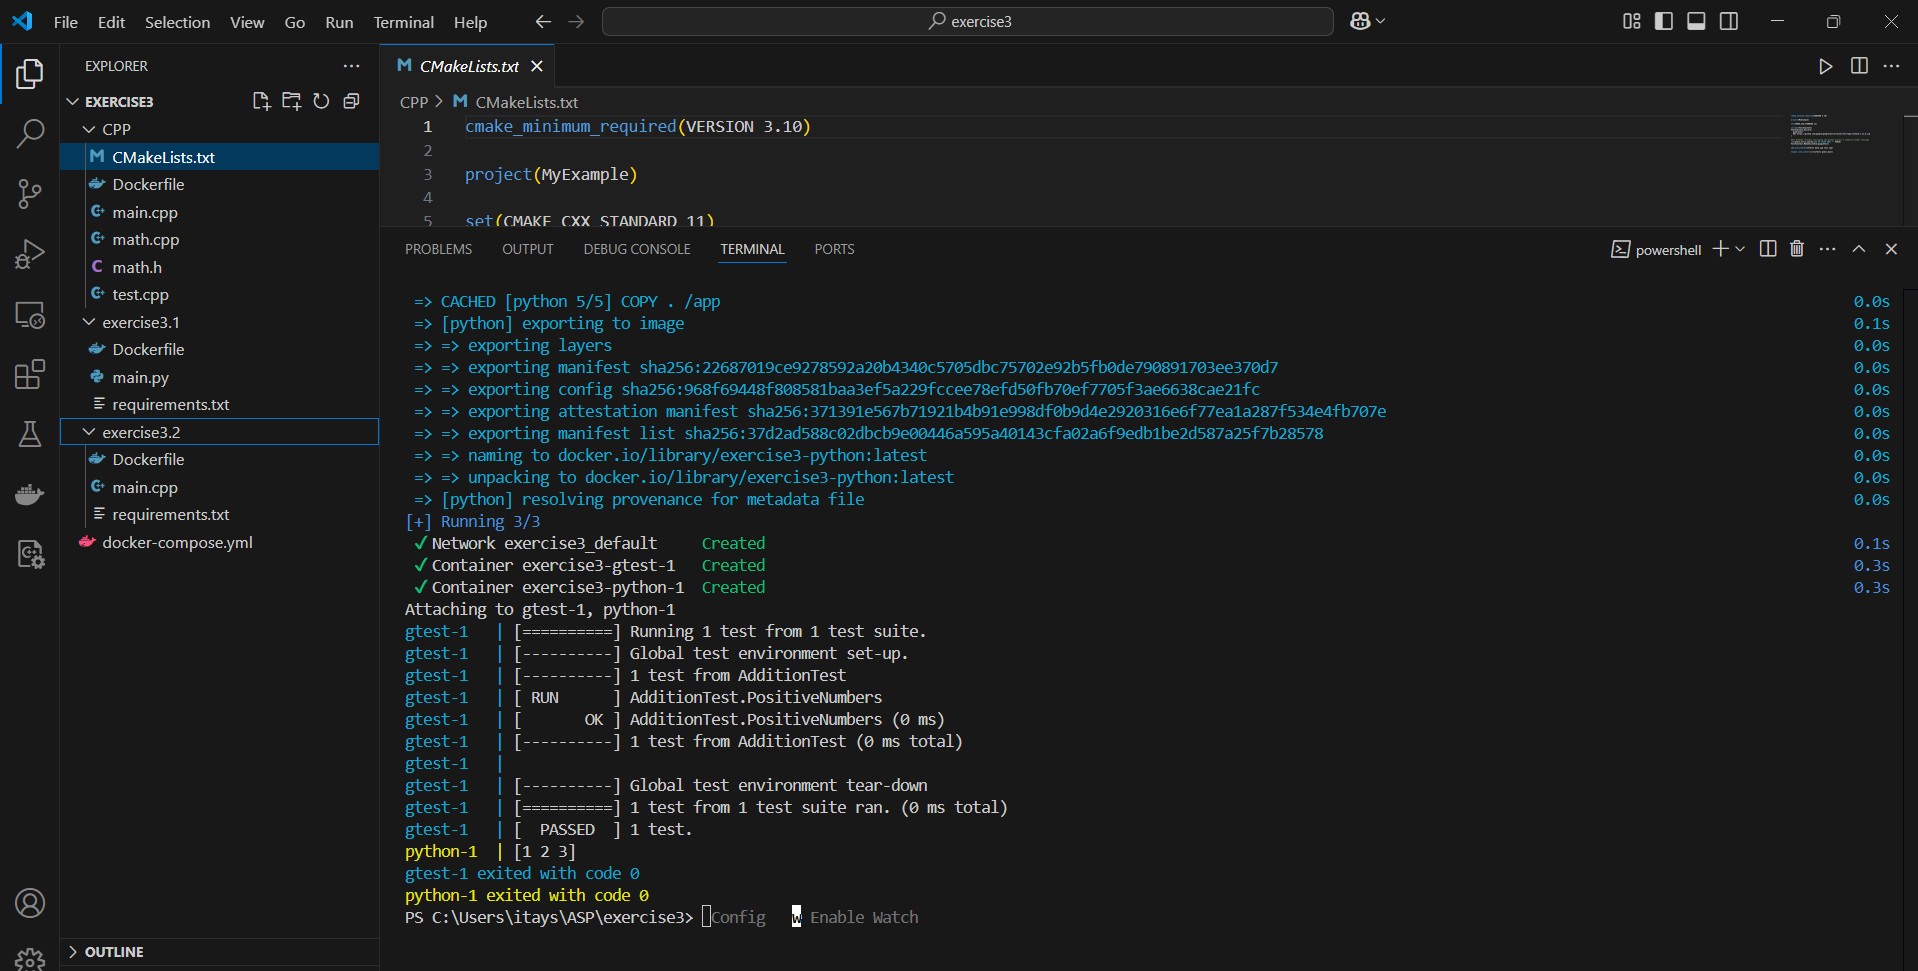 File Edit Selection View Go Run Terminal Help
exercise3
EXPLORER
EXERCISE3
CPP
CMakeLists.txt
Dockerfile
main.cpp
math.cpp
math.h
test.cpp
exercise3.1
Dockerfile
main.py
requirements.txt
exercise3.2
Dockerfile
main.cpp
requirements.txt
docker-compose.yml
OUTLINE
CMakeLists.txt
CPP > CMakeLists.txt
1 cmake_minimum_required(VERSION 3.10)
2
3 project(MyExample)
4
5 set(CMAKE_CXX_STANDARD 11)
PROBLEMS OUTPUT DEBUG CONSOLE TERMINAL PORTS
powershell
=> CACHED [python 5/5] COPY . /app 0.0s
=> [python] exporting to image 0.1s
=> => exporting layers 0.0s
=> => exporting manifest sha256:22687019ce9278592a20b4340c5705dbc75702e92b5fb0de790891703ee370d7 0.0s
=> => exporting config sha256:968f69448f808581baa3ef5a229fccee78efd50fb70ef7705f3ae6638cae21fc 0.0s
=> => exporting attestation manifest sha256:371391e567b71921b4b91e998df0b9d4e2920316e6f77ea1a287f534e4fb707e 0.0s
=> => exporting manifest list sha256:37d2ad588c02dbcb9e00446a595a40143cfa02a6f9edb1be2d587a25f7b28578 0.0s
=> => naming to docker.io/library/exercise3-python:latest 0.0s
=> => unpacking to docker.io/library/exercise3-python:latest 0.0s
=> [python] resolving provenance for metadata file 0.0s
[+] Running 3/3
✓ Network exercise3_default Created 0.1s
✓ Container exercise3-gtest-1 Created 0.3s
✓ Container exercise3-python-1 Created 0.3s
Attaching to gtest-1, python-1
gtest-1 | [==========] Running 1 test from 1 test suite.
gtest-1 | [----------] Global test environment set-up.
gtest-1 | [----------] 1 test from AdditionTest
gtest-1 | [ RUN      ] AdditionTest.PositiveNumbers
gtest-1 | [       OK ] AdditionTest.PositiveNumbers (0 ms)
gtest-1 | [----------] 1 test from AdditionTest (0 ms total)
gtest-1 |
gtest-1 | [----------] Global test environment tear-down
gtest-1 | [==========] 1 test from 1 test suite ran. (0 ms total)
gtest-1 | [  PASSED  ] 1 test.
python-1 | [1 2 3]
gtest-1 exited with code 0
python-1 exited with code 0
PS C:\Users\itays\ASP\exercise3> Config w Enable Watch